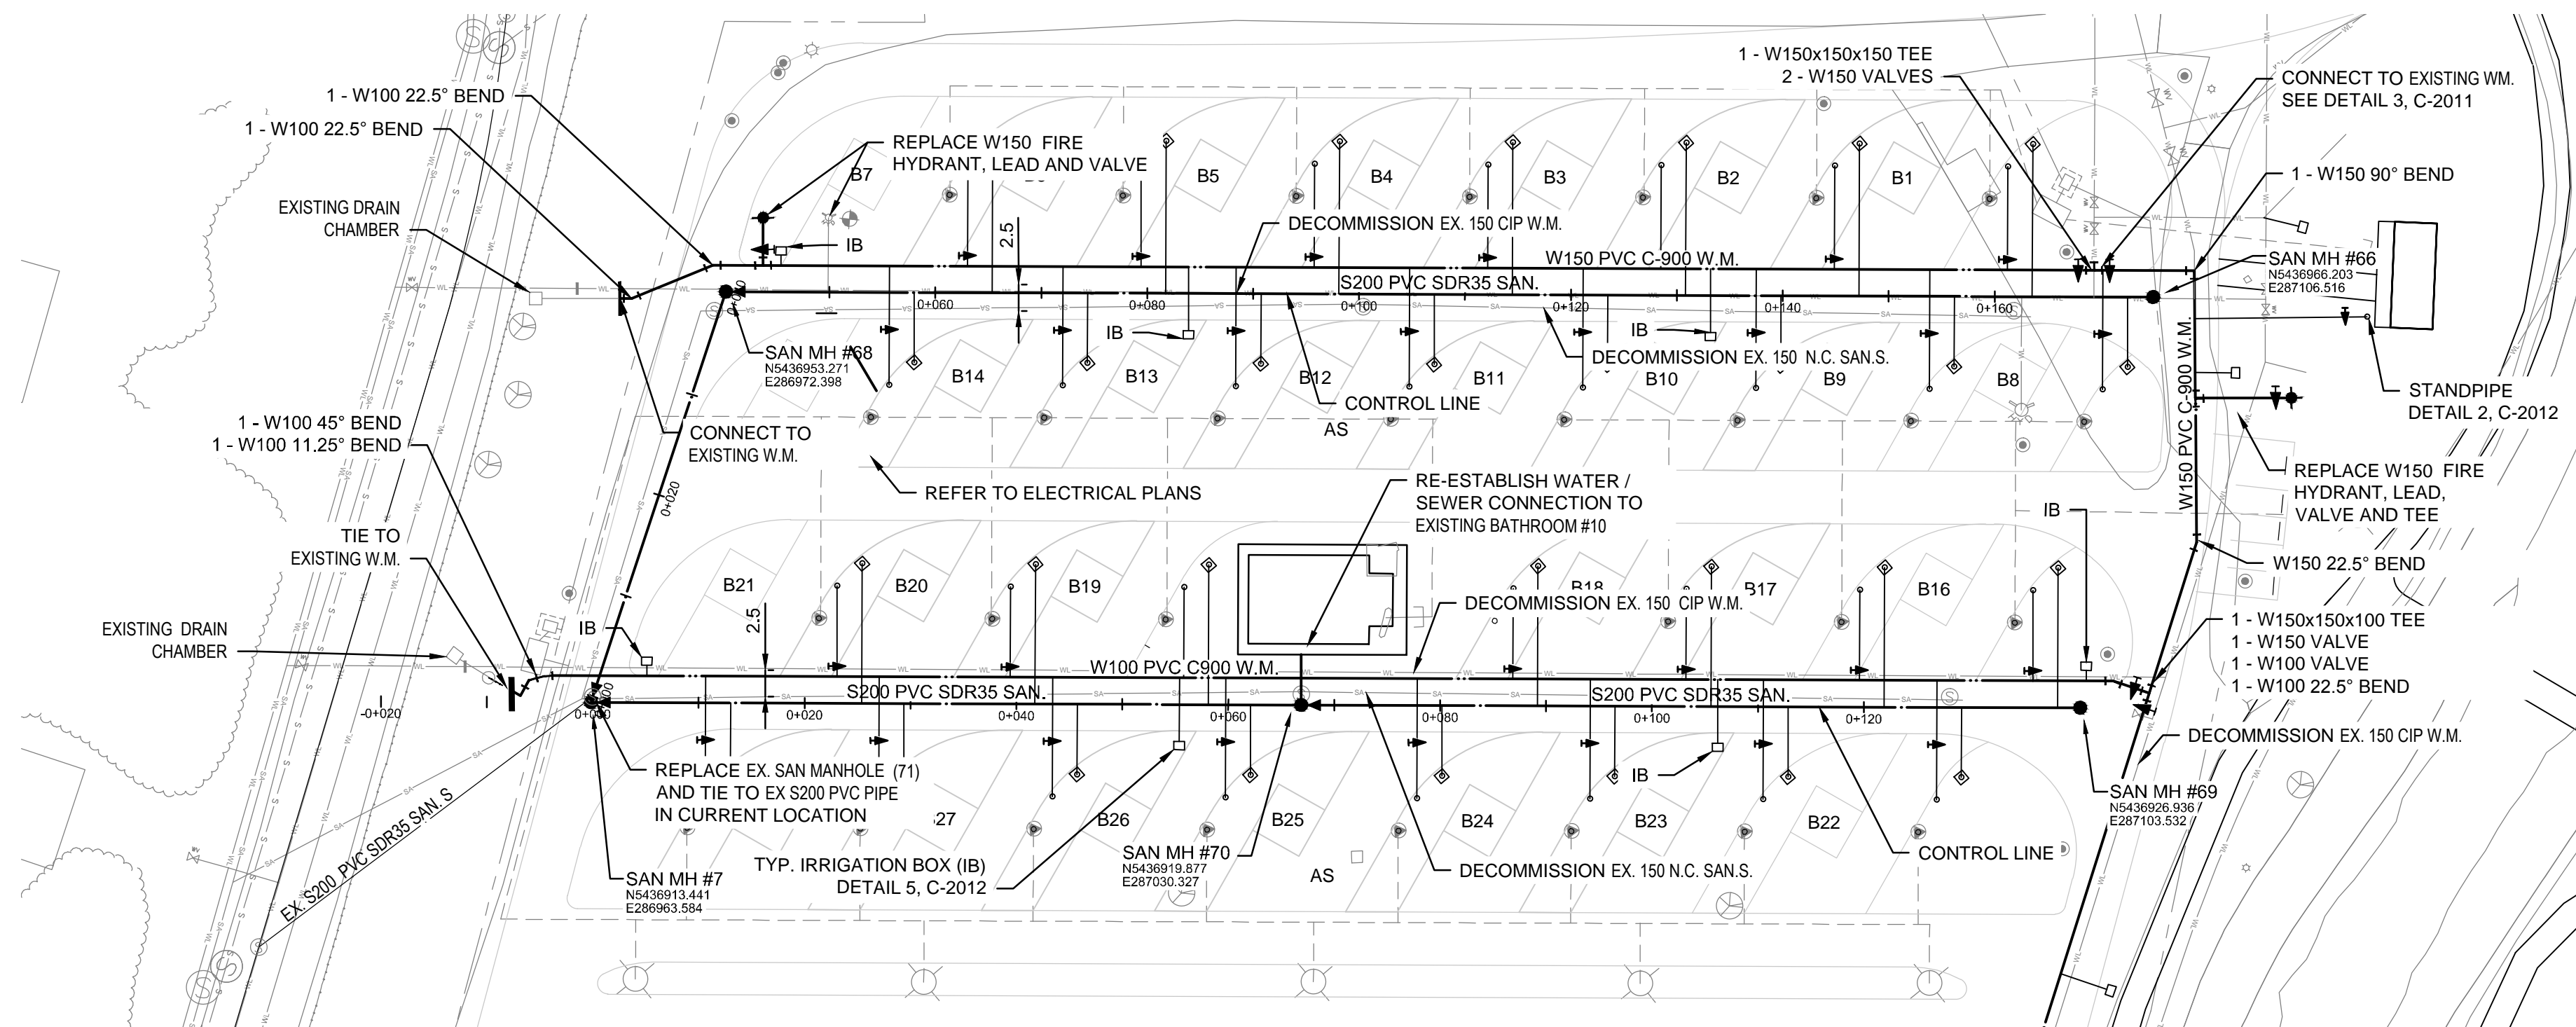 1 - W150x150x150 TEE
2 - W150 VALVES
CONNECT TO EXISTING WM.
SEE DETAIL 3, C-2011
1 - W100 22.5° BEND
1 - W100 22.5° BEND
REPLACE W150 FIRE
HYDRANT, LEAD AND VALVE
B7
B5
B4
B3
B2
B1
1 - W150 90° BEND
EXISTING DRAIN
CHAMBER
IB
2.5
DECOMMISSION EX. 150 CIP W.M.
W150 PVC C-900 W.M.
S200 PVC SDR35 SAN.
SAN MH #66
N5436966.203
E287106.516
0+060
0+080
0+100
0+120
0+140
0+160
IB
IB
SAN MH #68
N5436953.271
E286972.398
DECOMMISSION EX. 150 N.C. SAN.S.
B14
B13
B12
B11
B10
B9
B8
CONTROL LINE
W150 PVC C-900 W.M.
STANDPIPE
DETAIL 2, C-2012
1 - W100 45° BEND
1 - W100 11.25° BEND
CONNECT TO
EXISTING W.M.
AS
REFER TO ELECTRICAL PLANS
0+020
RE-ESTABLISH WATER /
SEWER CONNECTION TO
EXISTING BATHROOM #10
REPLACE W150 FIRE
HYDRANT, LEAD,
VALVE AND TEE
IB
TIE TO
EXISTING W.M.
W150 22.5° BEND
B21
B20
B19
B18
B17
B16
2.5
DECOMMISSION EX. 150 CIP W.M.
IB
EXISTING DRAIN
CHAMBER
1 - W150x150x100 TEE
1 - W150 VALVE
1 - W100 VALVE
1 - W100 22.5° BEND
W100 PVC C900 W.M.
S200 PVC SDR35 SAN.
S200 PVC SDR35 SAN.
-0+020
0+000
0+020
0+040
0+060
0+080
0+100
0+120
DECOMMISSION EX. 150 CIP W.M.
REPLACE EX. SAN MANHOLE (71)
AND TIE TO EX S200 PVC PIPE
IN CURRENT LOCATION
IB
SAN MH #69
N5436926.936
E287103.532
EX. S200 PVC SDR35 SAN. S
27
B26
B25
B24
B23
B22
TYP. IRRIGATION BOX (IB)
DETAIL 5, C-2012
SAN MH #70
N5436919.877
E287030.327
CONTROL LINE
DECOMMISSION EX. 150 N.C. SAN.S.
AS
SAN MH #7
N5436913.441
E286963.584